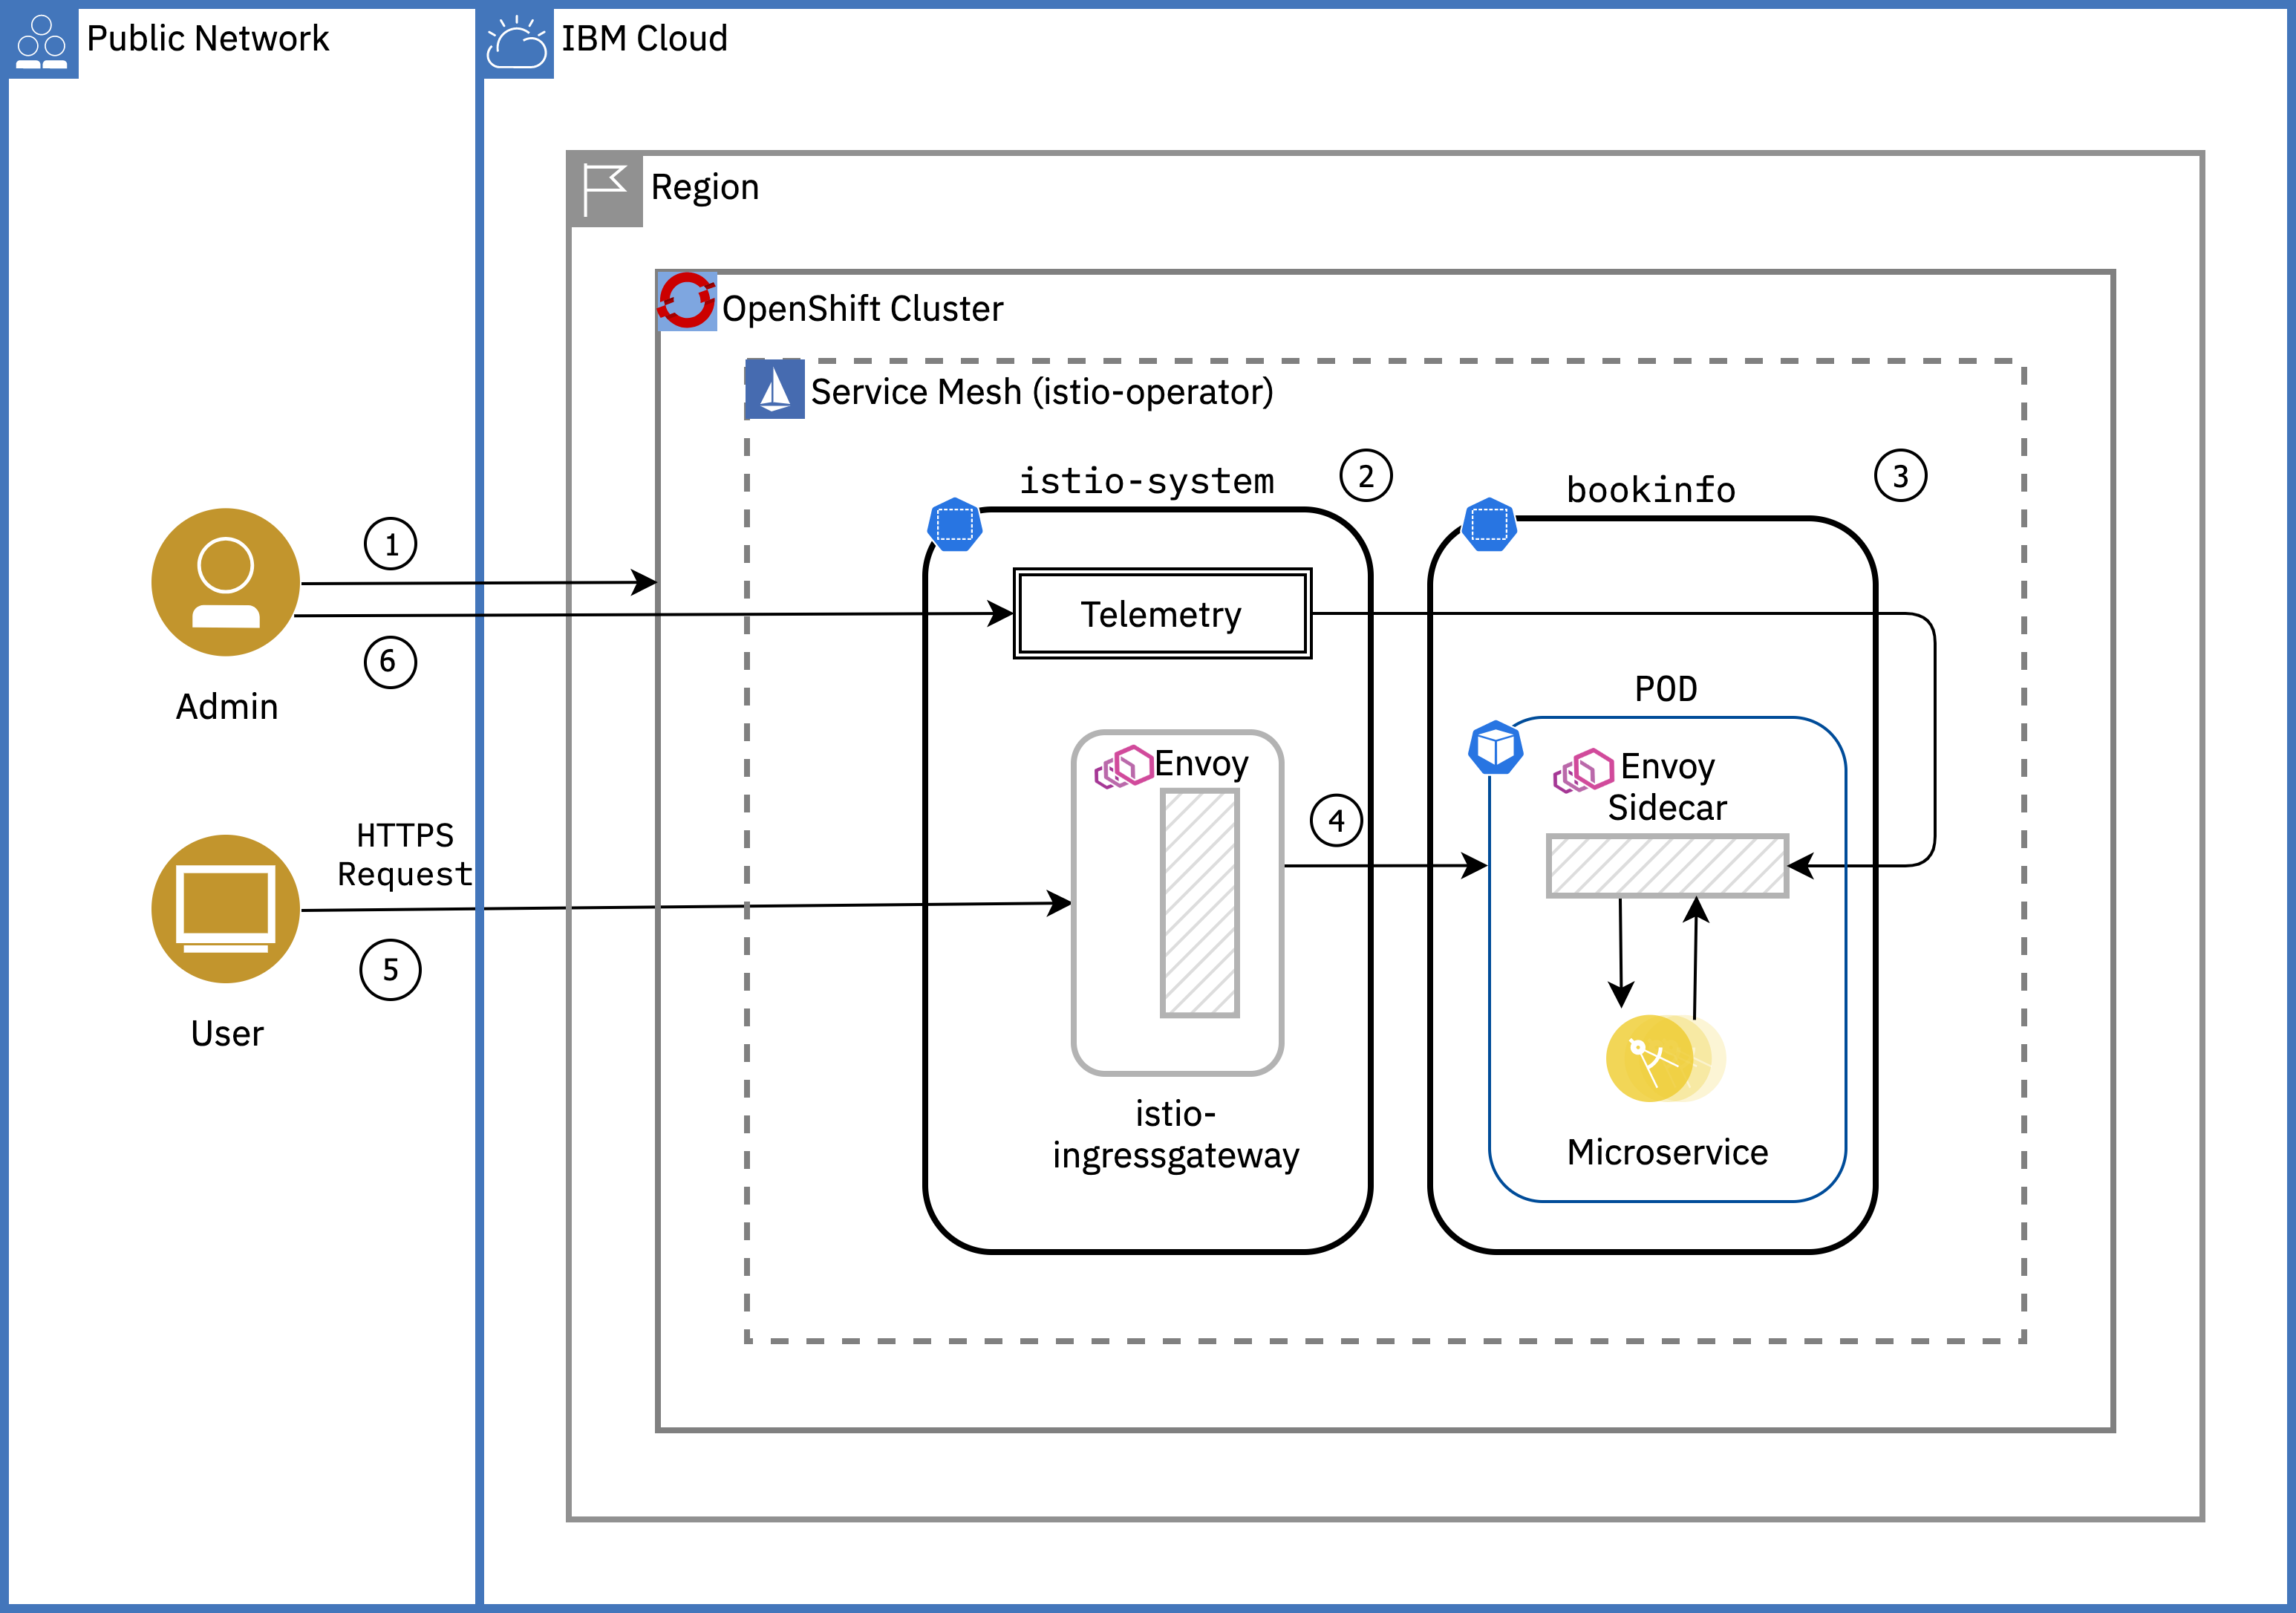 Public Network
IBM Cloud
Region
OpenShift Cluster
Service Mesh (istio-operator)
istio-system
2
bookinfo
3
1
Telemetry
6
Admin
POD
Envoy
Envoy
Sidecar
4
HTTPS
Request
5
User
istio-
ingressgateway
Microservice